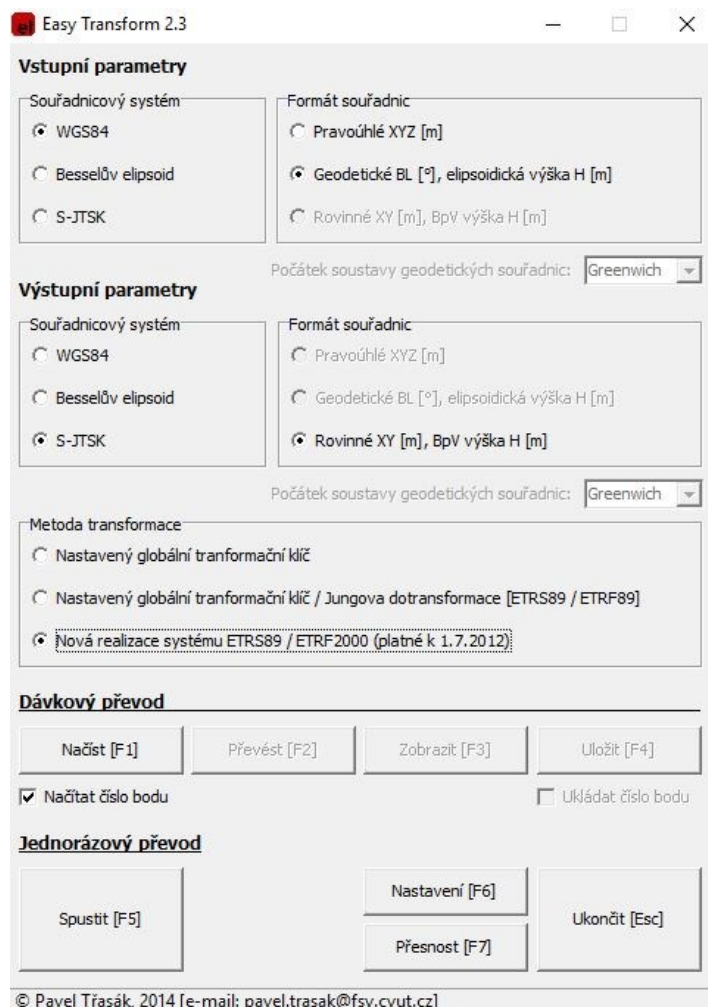 Easy Transform 2.3
Vstupní parametry
Souřadnicový systém
WGS84
Besselův elipsoid
S-JTSK
Formát souřadnic
Pravoúhlé XYZ [m]
Geodetické BL [°], elipsoidická výška H [m]
Rovinné XY [m], BpV výška H [m]
Počátek soustavy geodetických souřadnic: Greenwich
Výstupní parametry
Souřadnicový systém
WGS84
Besselův elipsoid
S-JTSK
Formát souřadnic
Pravoúhlé XYZ [m]
Geodetické BL [°], elipsoidická výška H [m]
Rovinné XY [m], BpV výška H [m]
Počátek soustavy geodetických souřadnic: Greenwich
Metoda transformace
Nastavený globální tranformační klíč
Nastavený globální tranformační klíč / Jungova dotransformace [ETRS89 / ETRF89]
Nová realizace systému ETRS89 / ETRF2000 (platné k 1.7.2012)
Dávkový převod
Načíst [F1] Převést [F2] Zobrazit [F3] Uložit [F4]
Načítat číslo bodu Ukládat číslo bodu
Jednorázový převod
Spustit [F5]
Nastavení [F6]
Přesnost [F7]
Ukončit [Esc]
© Pavel Třasák, 2014 [e-mail: pavel.trasak@fsv.cvut.cz]